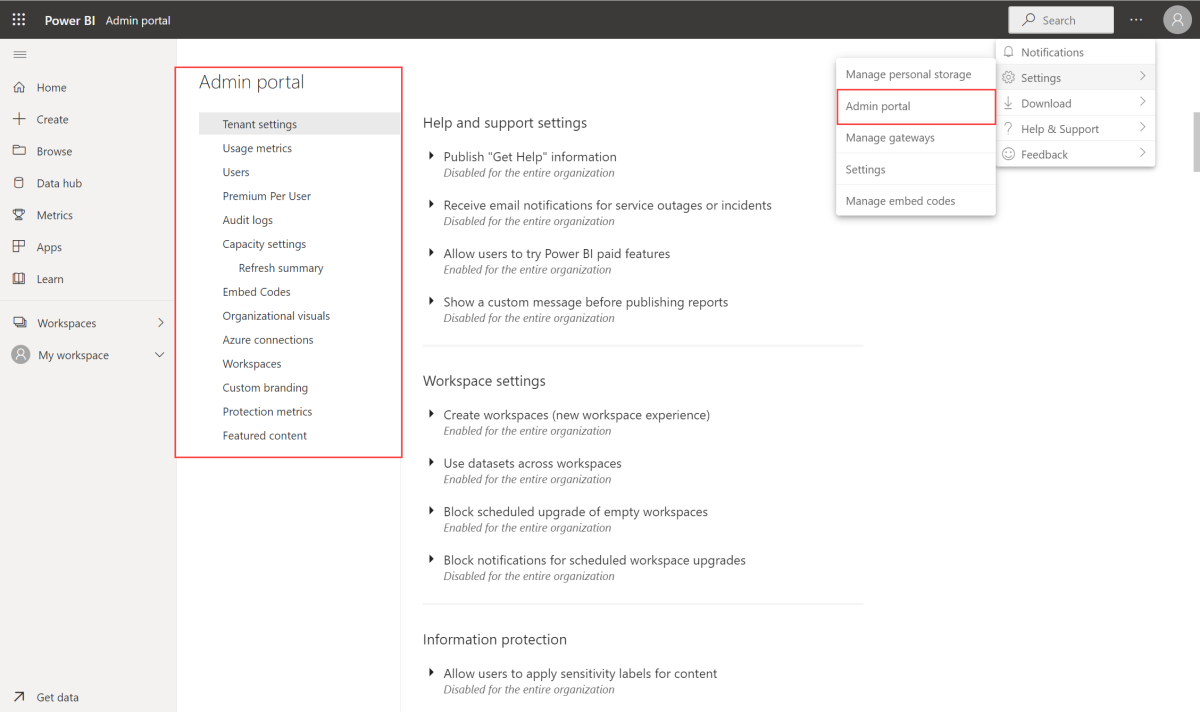 Power BI Admin portal
Search
Home
Create
Browse
Data hub
Metrics
Apps
Learn
Workspaces
My workspace
Get data
Admin portal
Tenant settings
Usage metrics
Users
Premium Per User
Audit logs
Capacity settings
Refresh summary
Embed Codes
Organizational visuals
Azure connections
Workspaces
Custom branding
Protection metrics
Featured content
Help and support settings
Publish "Get Help" information
Disabled for the entire organization
Receive email notifications for service outages or incidents
Disabled for the entire organization
Allow users to try Power BI paid features
Enabled for the entire organization
Show a custom message before publishing reports
Disabled for the entire organization
Workspace settings
Create workspaces (new workspace experience)
Enabled for the entire organization
Use datasets across workspaces
Enabled for the entire organization
Block scheduled upgrade of empty workspaces
Enabled for the entire organization
Block notifications for scheduled workspace upgrades
Disabled for the entire organization
Information protection
Allow users to apply sensitivity labels for content
Disabled for the entire organization
Manage personal storage
Admin portal
Manage gateways
Settings
Manage embed codes
Notifications
Settings
Download
Help & Support
Feedback